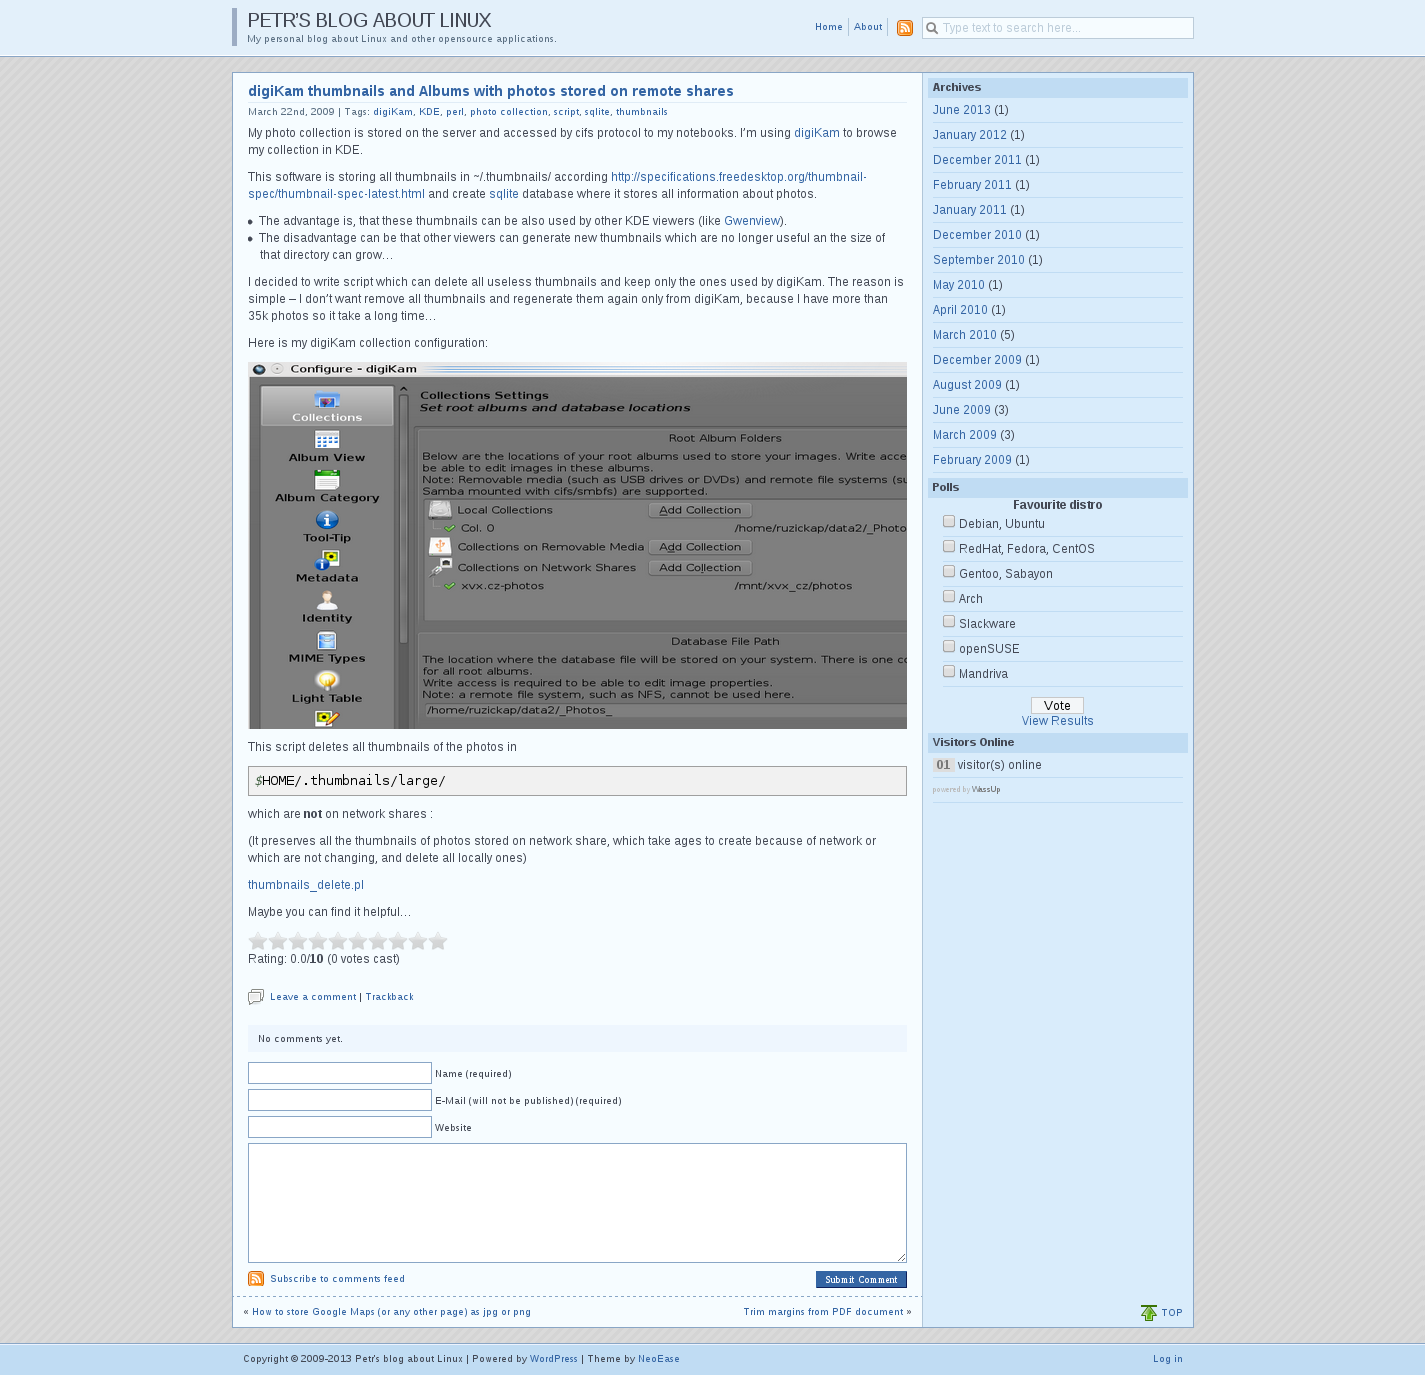 PETR'S BLOG ABOUT LINUX
My personal blog about Linux and other opensource applications.
Home
About
Type text to search here...
digiKam thumbnails and Albums with photos stored on remote shares
March 22nd, 2009 | Tags: digiKam, KDE, perl, photo collection, script, sqlite, thumbnails
My photo collection is stored on the server and accessed by cifs protocol to my notebooks. I'm using digiKam to browse
my collection in KDE.
This software is storing all thumbnails in ~/.thumbnails/ according http://specifications.freedesktop.org/thumbnail-
spec/thumbnail-spec-latest.html and create sqlite database where it stores all information about photos.
• The advantage is, that these thumbnails can be also used by other KDE viewers (like Gwenview).
• The disadvantage can be that other viewers can generate new thumbnails which are no longer useful an the size of
that directory can grow…
I decided to write script which can delete all useless thumbnails and keep only the ones used by digiKam. The reason is
simple – I don't want remove all thumbnails and regenerate them again only from digiKam, because I have more than
35k photos so it take a long time…
Here is my digiKam collection configuration:
Configure - digiKam
Collections
Album View
Album Category
Tool-Tip
Metadata
Identity
MIME Types
Light Table
Collections Settings
Set root albums and database locations
Root Album Folders
Below are the locations of your root albums used to store your images. Write acce
be able to edit images in these albums.
Note: Removable media (such as USB drives or DVDs) and remote file systems (su
Samba mounted with cifs/smbfs) are supported.
Local Collections
Add Collection
Col. 0
/home/ruzickap/data2/_Photo
Collections on Removable Media
Add Collection
Collections on Network Shares
Add Collection
xvx.cz-photos
/mnt/xvx_cz/photos
Database File Path
The location where the database file will be stored on your system. There is one co
for all root albums.
Write access is required to be able to edit image properties.
Note: a remote file system, such as NFS, cannot be used here.
/home/ruzickap/data2/_Photos_
This script deletes all thumbnails of the photos in
$HOME/.thumbnails/large/
which are not on network shares :
(It preserves all the thumbnails of photos stored on network share, which take ages to create because of network or
which are not changing, and delete all locally ones)
thumbnails_delete.pl
Maybe you can find it helpful…
Rating: 0.0/10 (0 votes cast)
Leave a comment | Trackback
No comments yet.
Name (required)
E-Mail (will not be published) (required)
Website
Subscribe to comments feed
Submit Comment
« How to store Google Maps (or any other page) as jpg or png
Trim margins from PDF document »
Archives
June 2013 (1)
January 2012 (1)
December 2011 (1)
February 2011 (1)
January 2011 (1)
December 2010 (1)
September 2010 (1)
May 2010 (1)
April 2010 (1)
March 2010 (5)
December 2009 (1)
August 2009 (1)
June 2009 (3)
March 2009 (3)
February 2009 (1)
Polls
Favourite distro
Debian, Ubuntu
RedHat, Fedora, CentOS
Gentoo, Sabayon
Arch
Slackware
openSUSE
Mandriva
Vote
View Results
Visitors Online
01 visitor(s) online
powered by WassUp
TOP
Copyright © 2009-2013 Petr's blog about Linux | Powered by WordPress | Theme by NeoEase
Log in